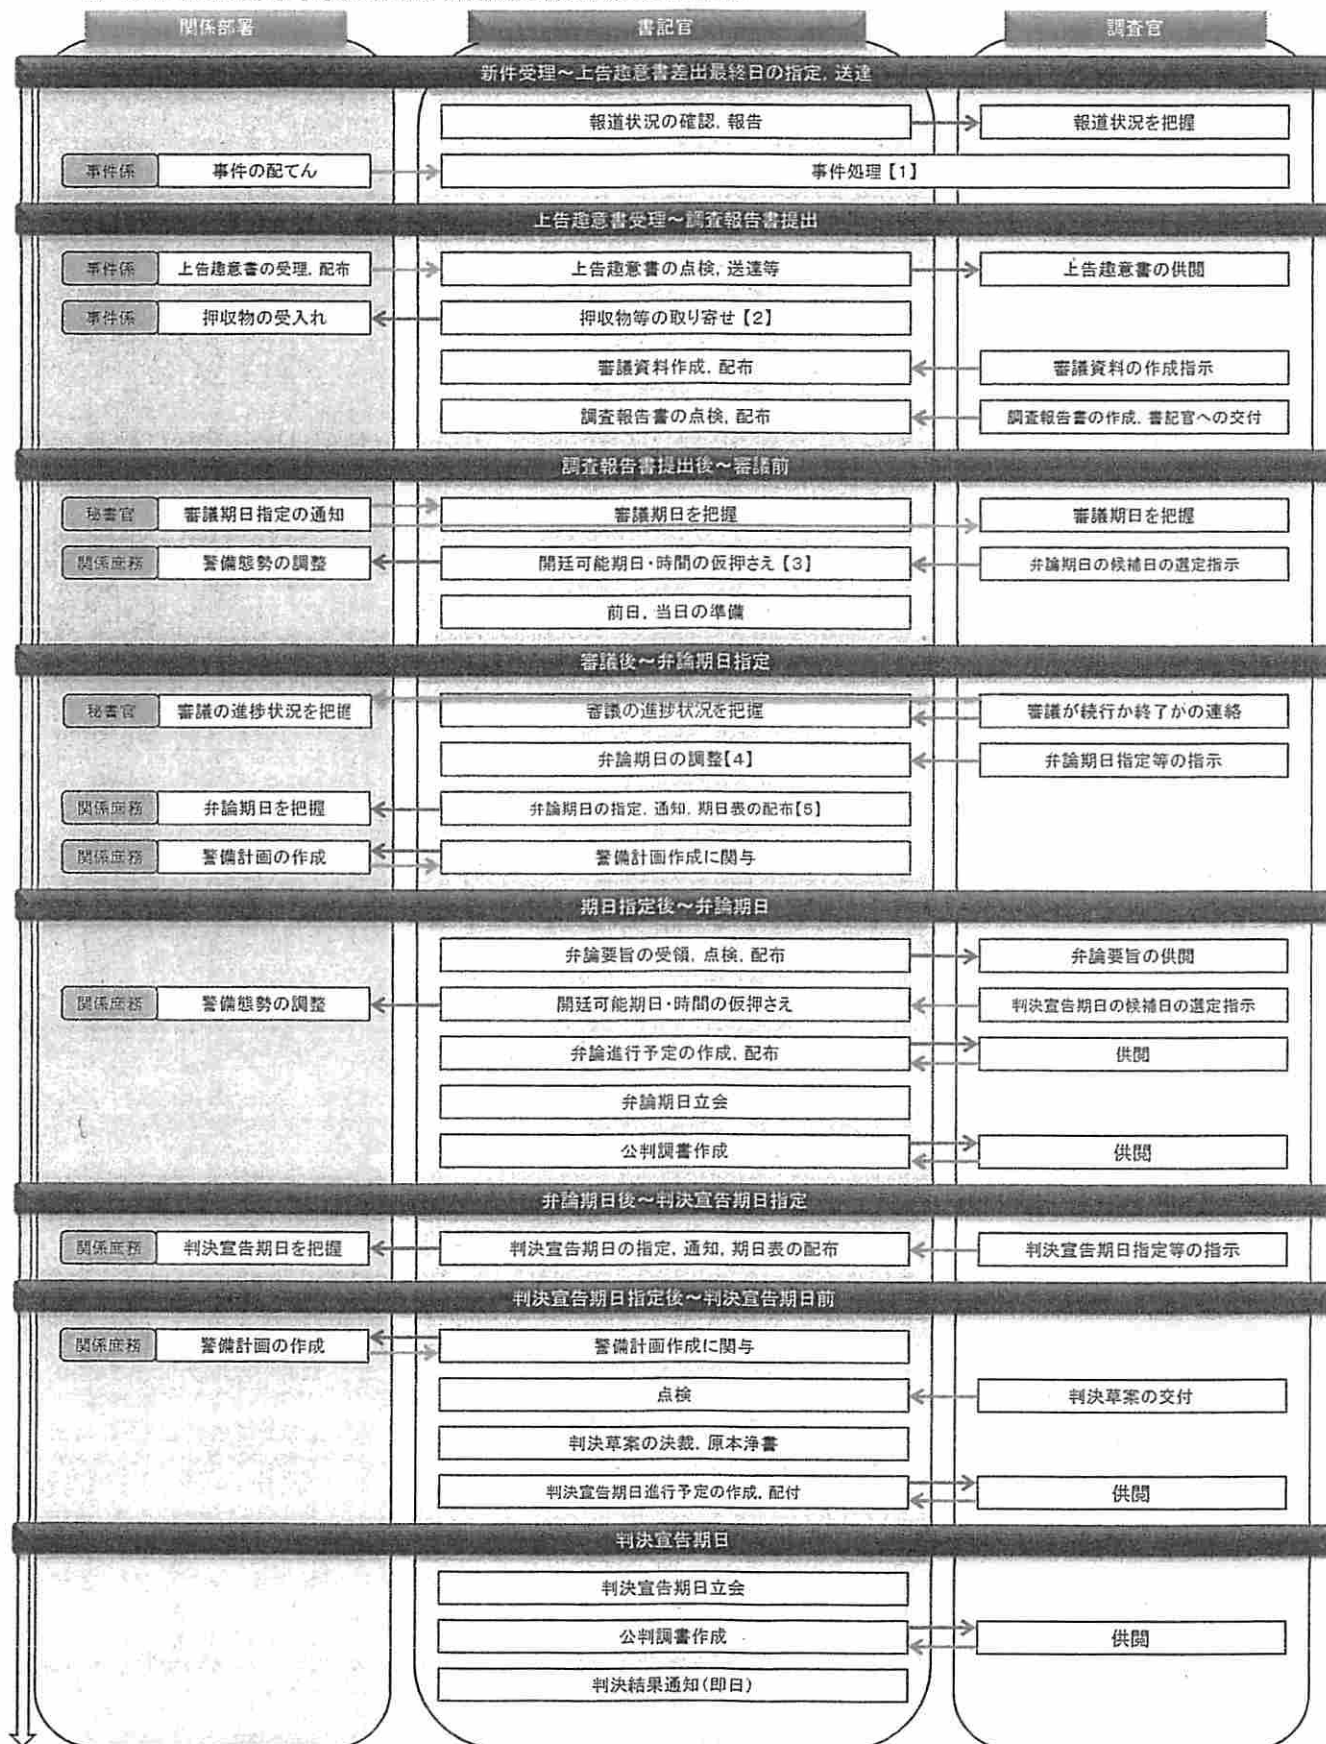 関係部署
書記官
調査官
新件受理~上告趣意書差出最終日の指定, 送達
報道状況の確認, 報告
報道状況を把握
事件係
事件の配てん
事件処理【1】
上告趣意書受理~調査報告書提出
事件係
上告趣意書の受理, 配布
上告趣意書の点検, 送達等
上告趣意書の供閲
事件係
押収物の受入れ
押収物等の取り寄せ【2】
審議資料作成, 配布
審議資料の作成指示
調査報告書の点検, 配布
調査報告書の作成, 書記官への交付
調査報告書提出後~審議前
秘書官
審議期日指定の通知
審議期日を把握
審議期日を把握
関係庶務
警備態勢の調整
開廷可能期日・時間の仮押さえ【3】
弁論期日の候補日の選定指示
前日, 当日の準備
審議後~弁論期日指定
秘書官
審議の進捗状況を把握
審議の進捗状況を把握
審議が続行か終了かの連絡
弁論期日の調整【4】
弁論期日指定等の指示
関係庶務
弁論期日を把握
弁論期日の指定, 通知, 期日表の配布【5】
関係庶務
警備計画の作成
警備計画作成に関与
期日指定後~弁論期日
弁論要旨の受領, 点検, 配布
弁論要旨の供閲
関係庶務
警備態勢の調整
開廷可能期日・時間の仮押さえ
判決宣告期日の候補日の選定指示
弁論進行予定の作成, 配布
供閲
弁論期日立会
公判調書作成
供閲
弁論期日後~判決宣告期日指定
関係庶務
判決宣告期日を把握
判決宣告期日の指定, 通知, 期日表の配布
判決宣告期日指定等の指示
判決宣告期日指定後~判決宣告期日前
関係庶務
警備計画の作成
警備計画作成に関与
点検
判決草案の交付
判決草案の決裁, 原本浄書
判決宣告期日進行予定の作成, 配付
供閲
判決宣告期日
判決宣告期日立会
公判調書作成
供閲
判決結果通知(即日)